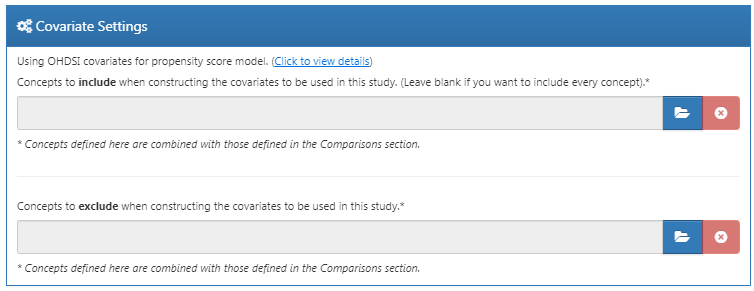 Covariate Settings
Using OHDSI covariates for propensity score model. (Click to view details)
Concepts to include when constructing the covariates to be used in this study. (Leave blank if you want to include every concept).*
* Concepts defined here are combined with those defined in the Comparisons section.
Concepts to exclude when constructing the covariates to be used in this study.*
* Concepts defined here are combined with those defined in the Comparisons section.